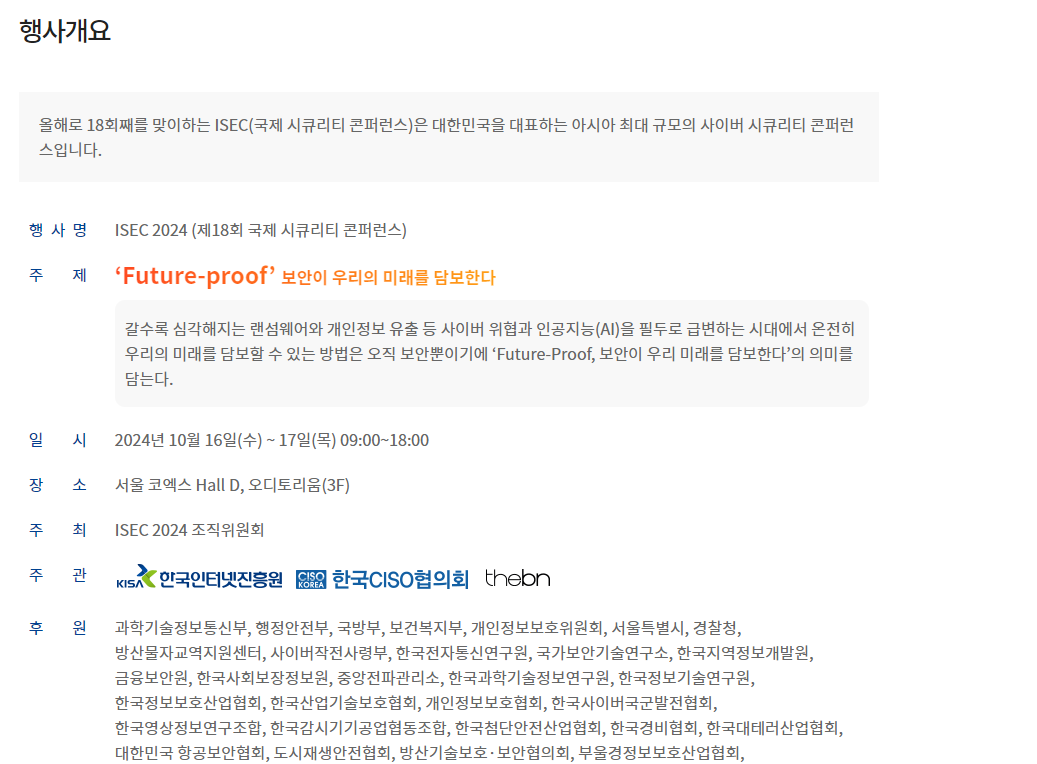 행사개요
올해로 18회째를 맞이하는 ISEC(국제 시큐리티 콘퍼런스)은 대한민국을 대표하는 아시아 최대 규모의 사이버 시큐리티 콘퍼런
스입니다.
행 사 명 ISEC 2024 (제18회 국제 시큐리티 콘퍼런스)
주 제 ‘Future-proof’ 보안이 우리의 미래를 담보한다
갈수록 심각해지는 랜섬웨어와 개인정보 유출 등 사이버 위협과 인공지능(AI)을 필두로 급변하는 시대에서 온전히
우리의 미래를 담보할 수 있는 방법은 오직 보안뿐이기에 ‘Future-Proof, 보안이 우리 미래를 담보한다’의 의미를
담는다.
일 시 2024년 10월 16일(수) ~ 17일(목) 09:00~18:00
장 소 서울 코엑스 Hall D, 오디토리움(3F)
주 최 ISEC 2024 조직위원회
주 관 KISA 한국인터넷진흥원 CISO KOREA 한국CISO협의회 thebn
후 원 과학기술정보통신부, 행정안전부, 국방부, 보건복지부, 개인정보보호위원회, 서울특별시, 경찰청,
방산물자교역지원센터, 사이버작전사령부, 한국전자통신연구원, 국가보안기술연구소, 한국지역정보개발원,
금융보안원, 한국사회보장정보원, 중앙전파관리소, 한국과학기술정보연구원, 한국정보기술연구원,
한국정보보호산업협회, 한국산업기술보호협회, 개인정보보호협회, 한국사이버국군발전협회,
한국영상정보연구조합, 한국감시기기공업협동조합, 한국첨단안전산업협회, 한국경비협회, 한국대테러산업협회,
대한민국 항공보안협회, 도시재생안전협회, 방산기술보호·보안협의회, 부울경정보보호산업협회,